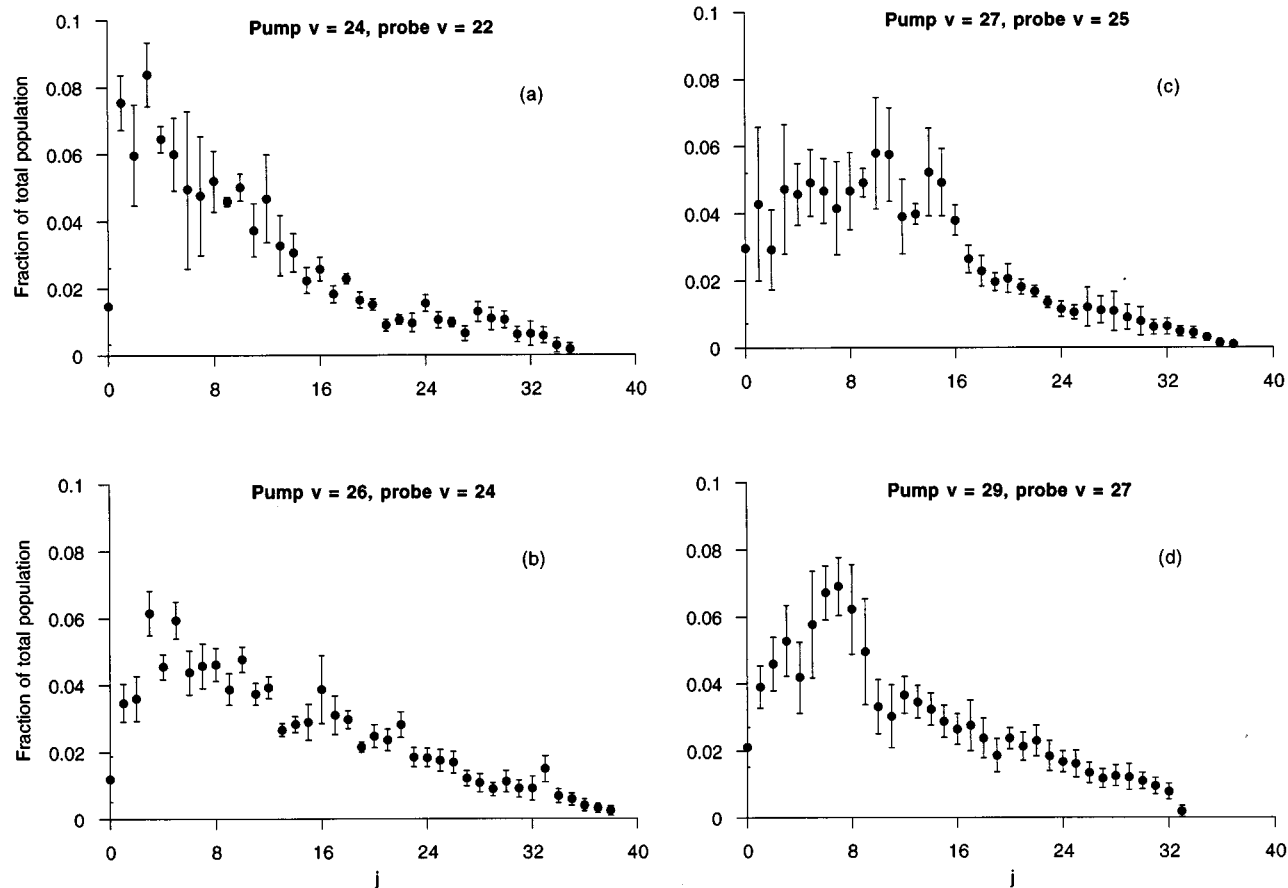 Pump v = 24, probe v = 22
(a)
Fraction of total population
0.1
0.08
0.06
0.04
0.02
0
0 8 16 24 32 40
Pump v = 27, probe v = 25
(c)
0.1
0.08
0.06
0.04
0.02
0
0 8 16 24 32 40
Pump v = 26, probe v = 24
(b)
Fraction of total population
0.1
0.08
0.06
0.04
0.02
0
0 8 16 24 32 40
j
Pump v = 29, probe v = 27
(d)
0.1
0.08
0.06
0.04
0.02
0
0 8 16 24 32 40
j